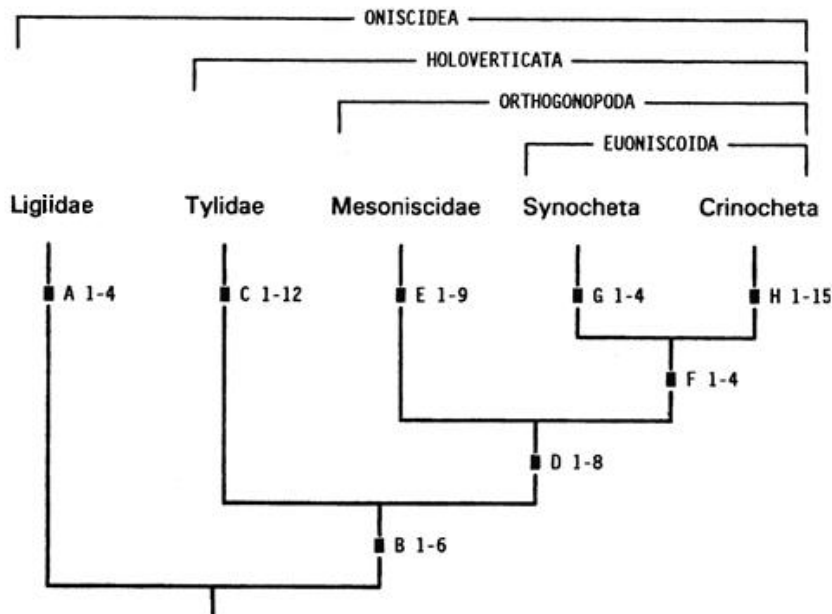 ONISCIDEA
HOLOVERTICATA
ORTHOGONOPODA
EUONISCOIDA
Ligiidae Tylidae Mesoniscidae Synocheta Crinocheta
A 1-4 C 1-12 E 1-9 G 1-4 H 1-15
F 1-4
D 1-8
B 1-6